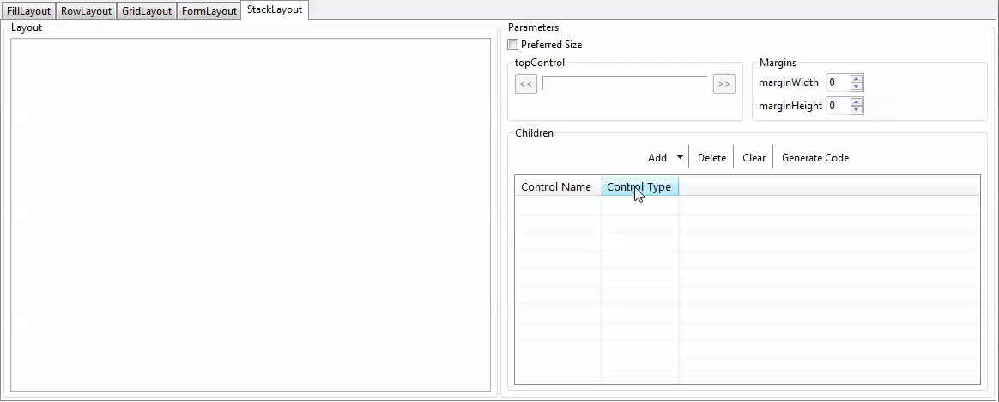 FillLayout RowLayout GridLayout FormLayout StackLayout
Layout
Parameters
Preferred Size
topControl
<< >>
Margins
marginWidth 0
marginHeight 0
Children
Add Delete Clear Generate Code
Control Name Control Type